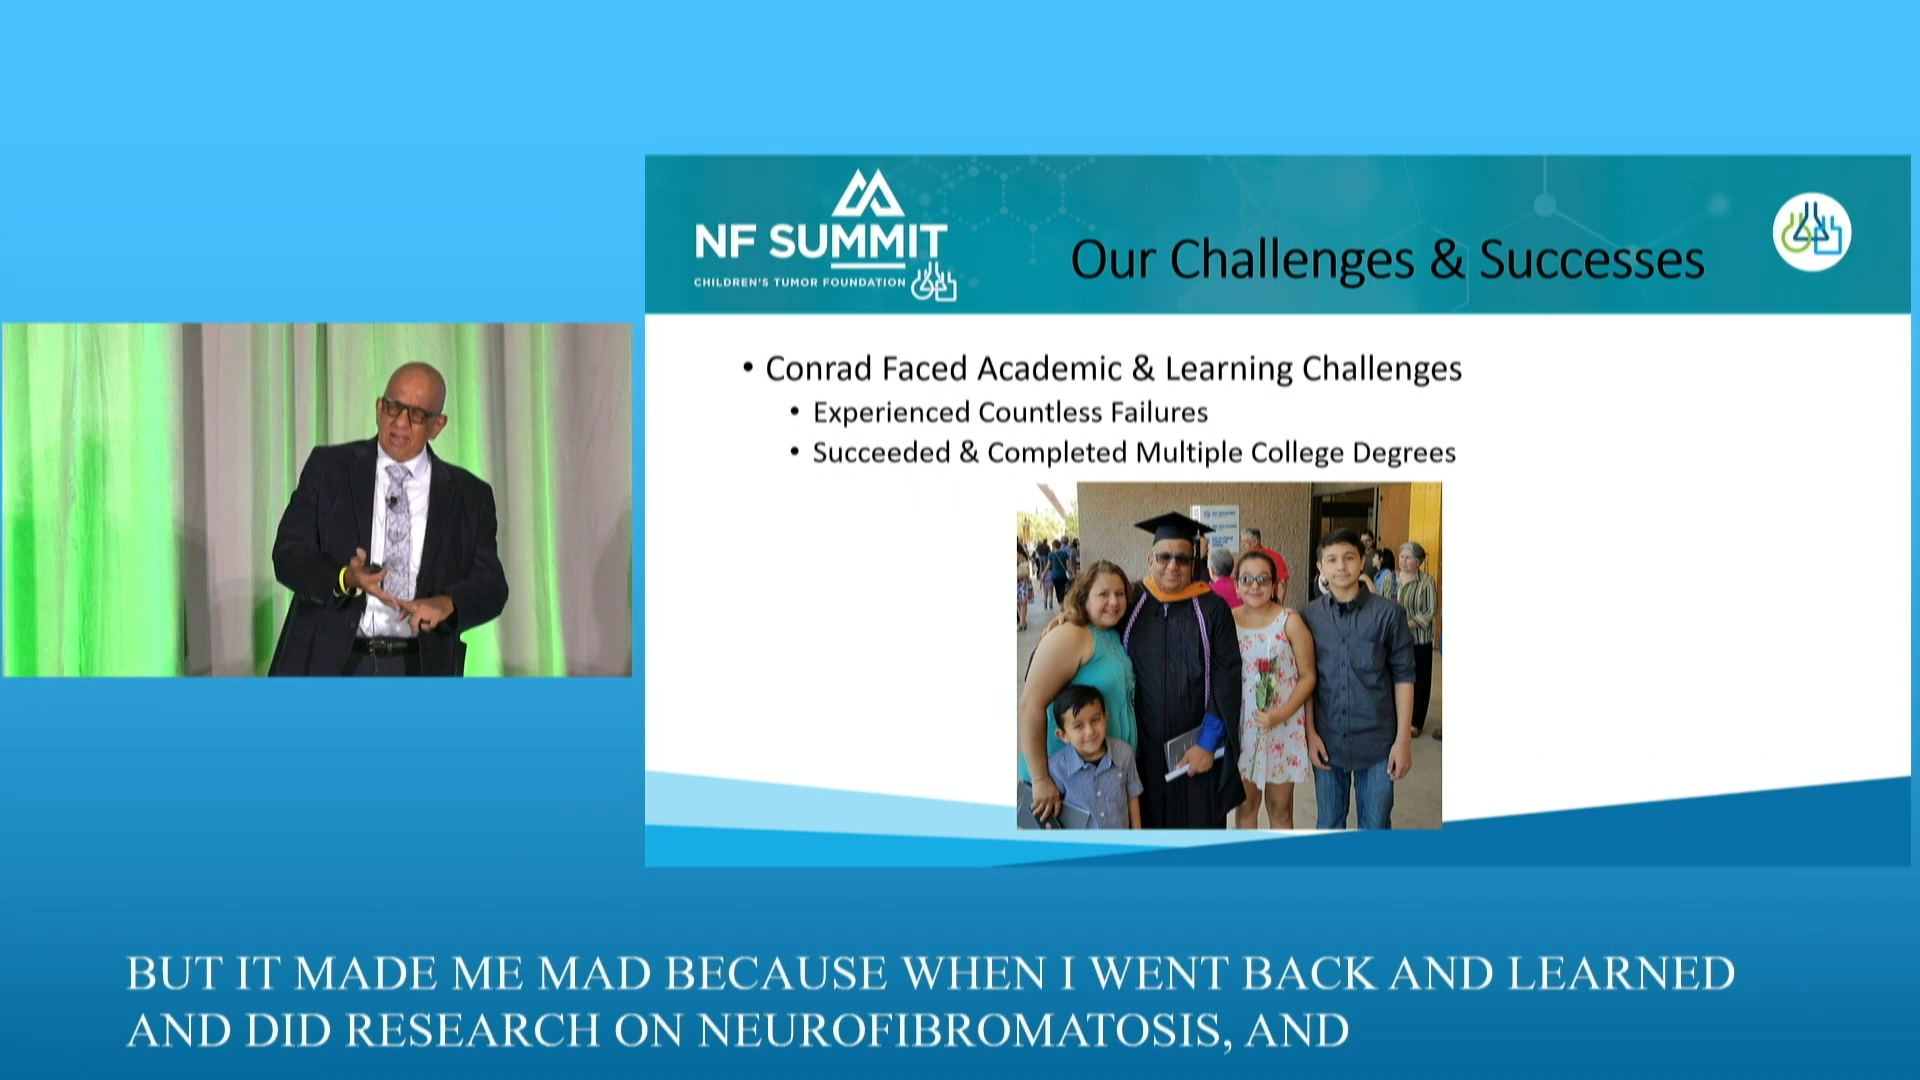 NF SUMMIT
CHILDREN'S TUMOR FOUNDATION
Our Challenges & Successes
• Conrad Faced Academic & Learning Challenges
• Experienced Countless Failures
• Succeeded & Completed Multiple College Degrees
BUT IT MADE ME MAD BECAUSE WHEN I WENT BACK AND LEARNED
AND DID RESEARCH ON NEUROFIBROMATOSIS, AND